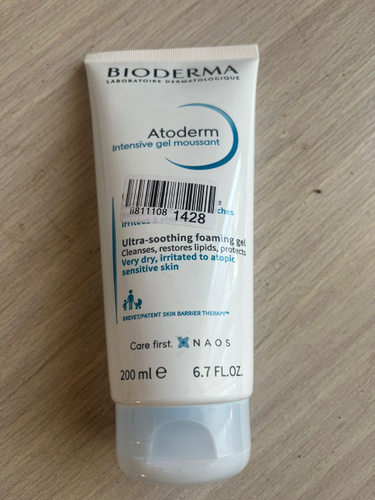 BIODERMA
LABORATOIRE DERMATOLOGIQUE
Atoderm
Intensive gel moussant
ii811108 1428
Ultra-soothing foaming gel
Cleanses, restores lipids, protects
Very dry, irritated to atopic
sensitive skin
BREVET/PATENT SKIN BARRIER THERAPY™
Care first. NAOS
200 ml e 6.7 FL.OZ.